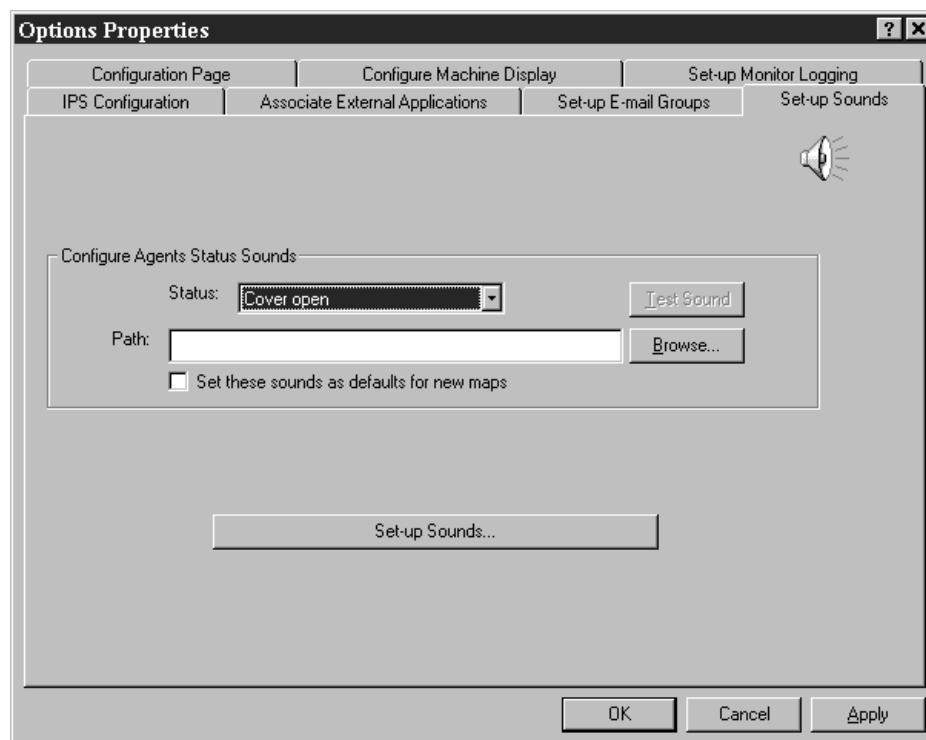 Options Properties
Configuration Page
Configure Machine Display
Set-up Monitor Logging
IPS Configuration
Associate External Applications
Set-up E-mail Groups
Set-up Sounds
Configure Agents Status Sounds
Status: Cover open
Test Sound
Path:
Browse...
Set these sounds as defaults for new maps
Set-up Sounds...
OK
Cancel
Apply